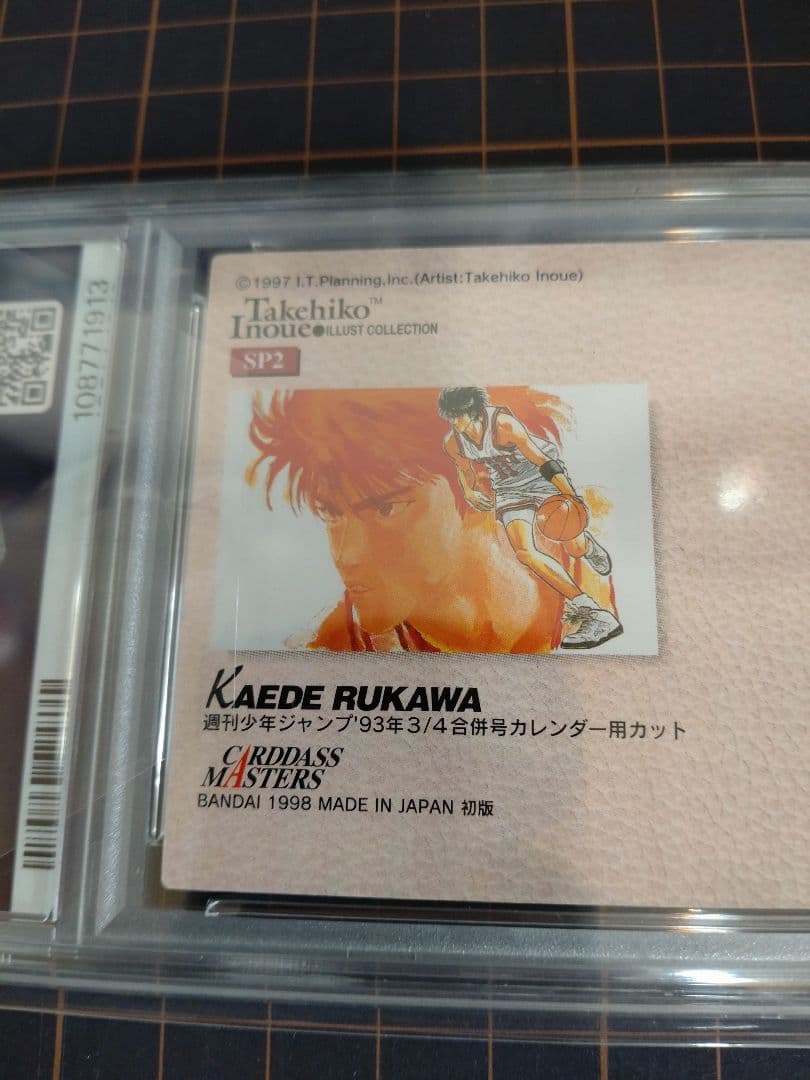 108771913
©1997 I.T.Planning,Inc.(Artist:Takehiko Inoue)
Takehiko™
Inoue●ILLUST COLLECTION
SP2
KAEDE RUKAWA
週刊少年ジャンプ'93年3/4合併号カレンダー用カット
CARDDASS
MASTERS
BANDAI 1998 MADE IN JAPAN 初版